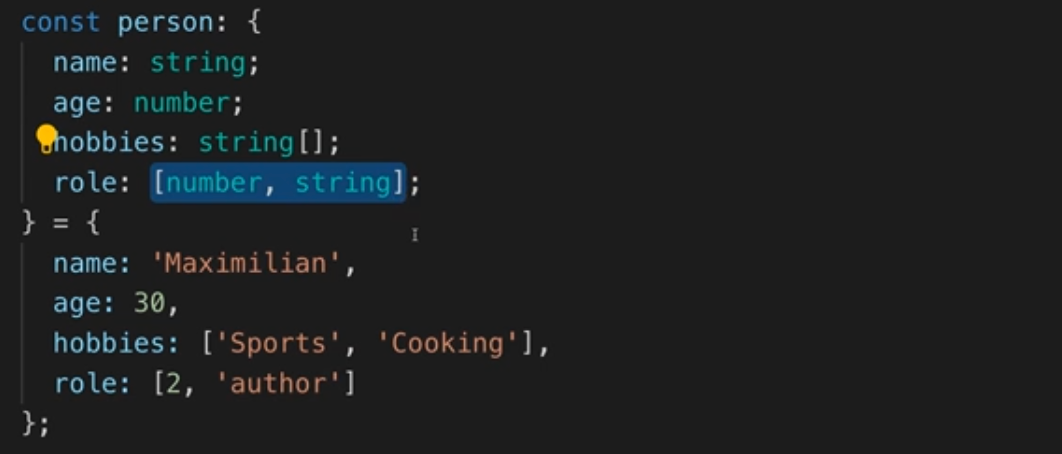 const person: {
  name: string;
  age: number;
  hobbies: string[];
  role: [number, string];
} = {
  name: 'Maximilian',
  age: 30,
  hobbies: ['Sports', 'Cooking'],
  role: [2, 'author']
};